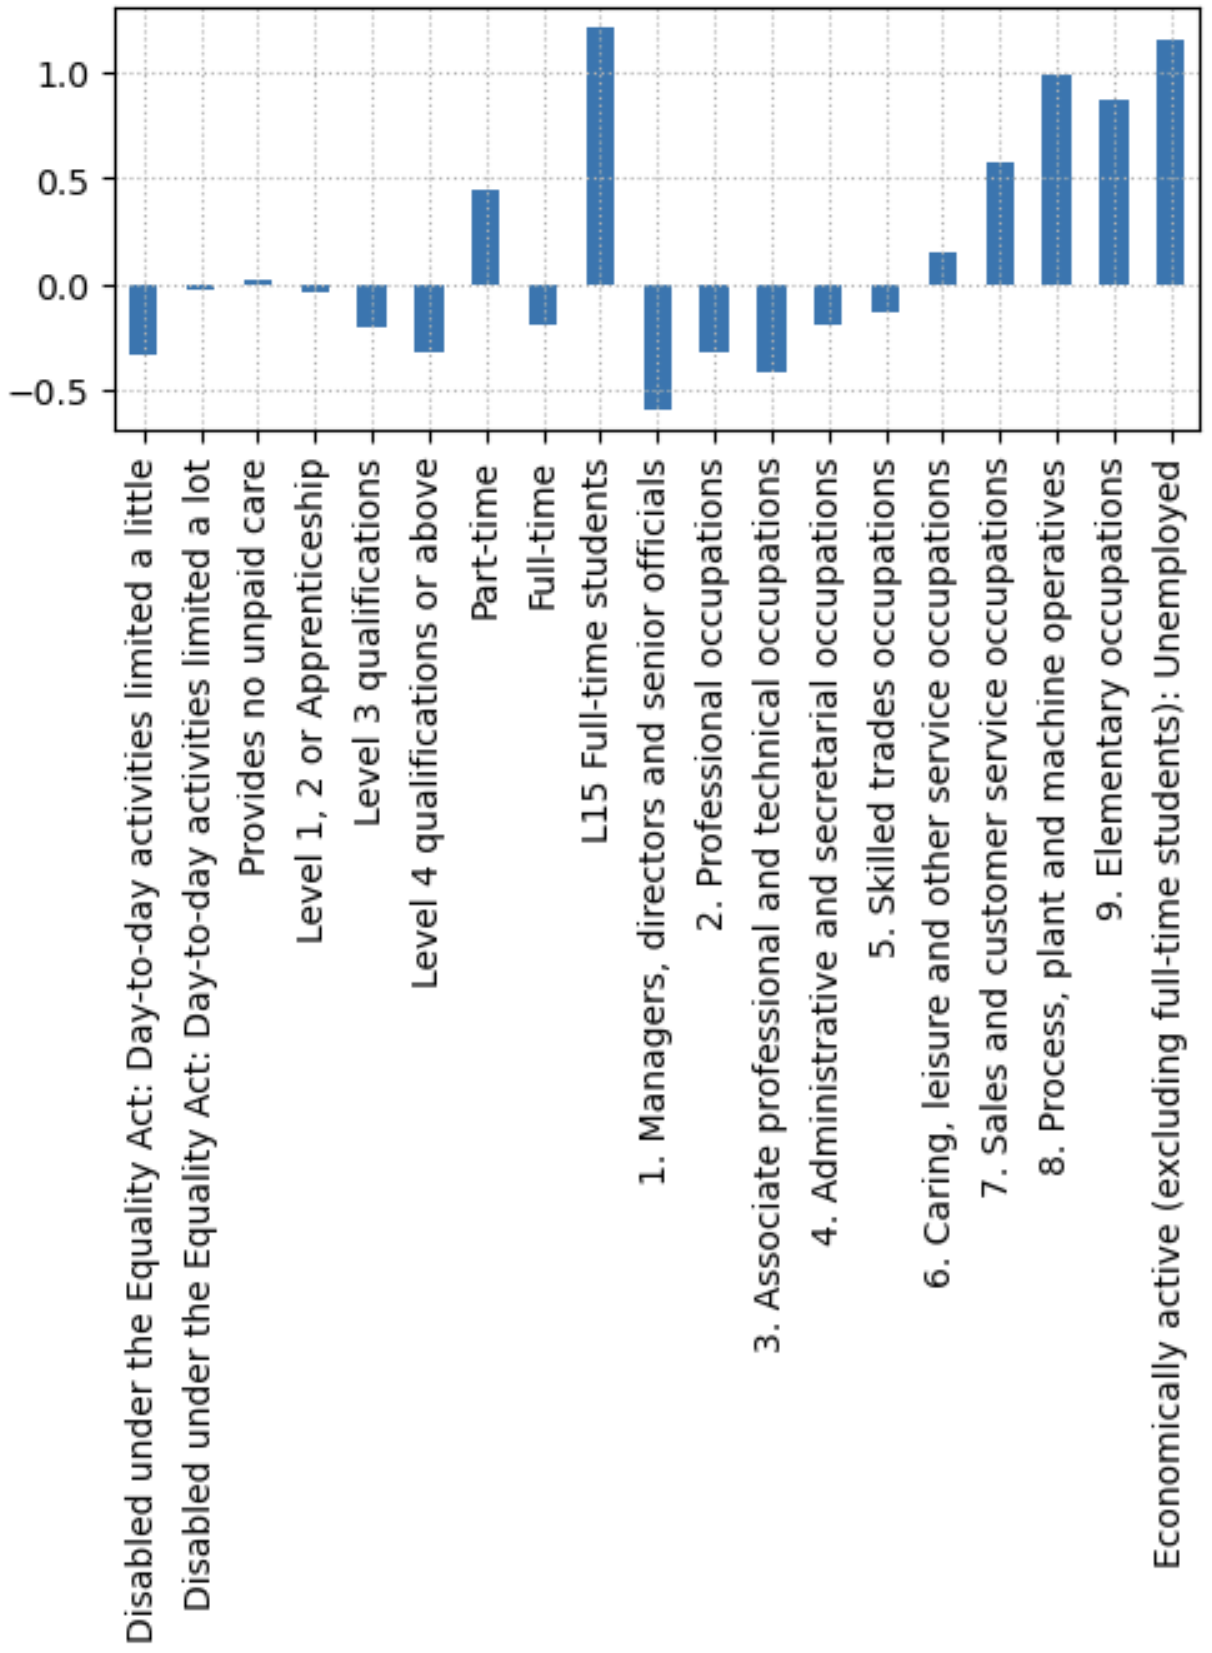 1.0
0.5
0.0
−0.5
Disabled under the Equality Act: Day-to-day activities limited a little
Disabled under the Equality Act: Day-to-day activities limited a lot
Provides no unpaid care
Level 1, 2 or Apprenticeship
Level 3 qualifications
Level 4 qualifications or above
Part-time
Full-time
L15 Full-time students
1. Managers, directors and senior officials
2. Professional occupations
3. Associate professional and technical occupations
4. Administrative and secretarial occupations
5. Skilled trades occupations
6. Caring, leisure and other service occupations
7. Sales and customer service occupations
8. Process, plant and machine operatives
9. Elementary occupations
Economically active (excluding full-time students): Unemployed